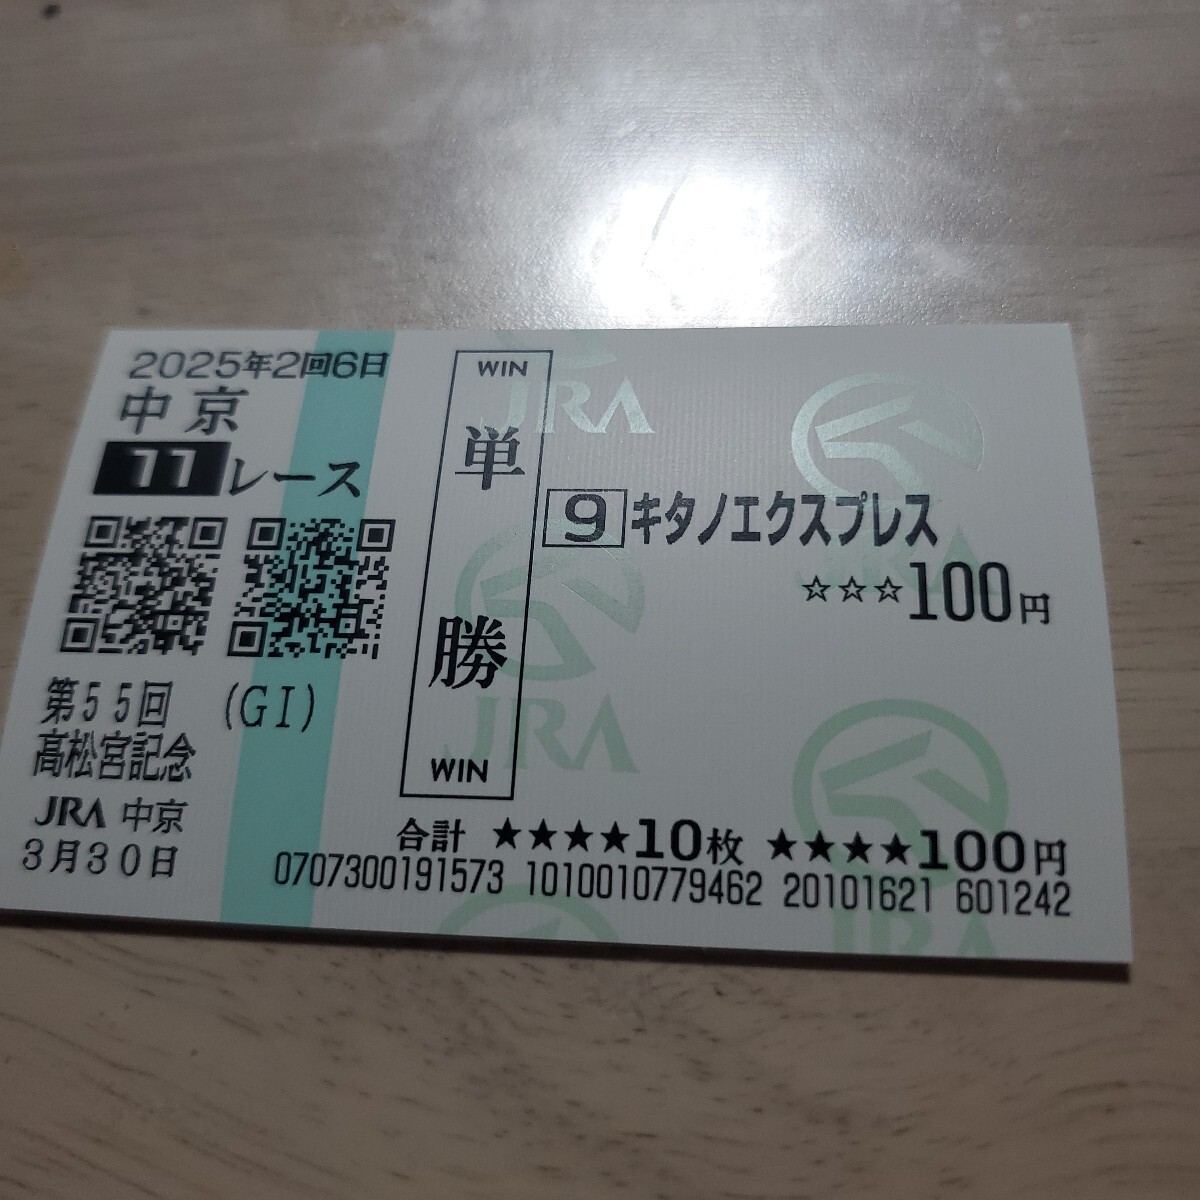 2025年2回6日
中京
11レース
第55回 (GI)
高松宮記念
JRA 中京
3月30日
WIN
単勝
WIN
9 キタノエクスプレス
☆☆☆100円
合計 ★★★★10枚 ★★★★100円
0707300191573 1010010779462 20101621 601242
JRA
JRA
JRA
JRA